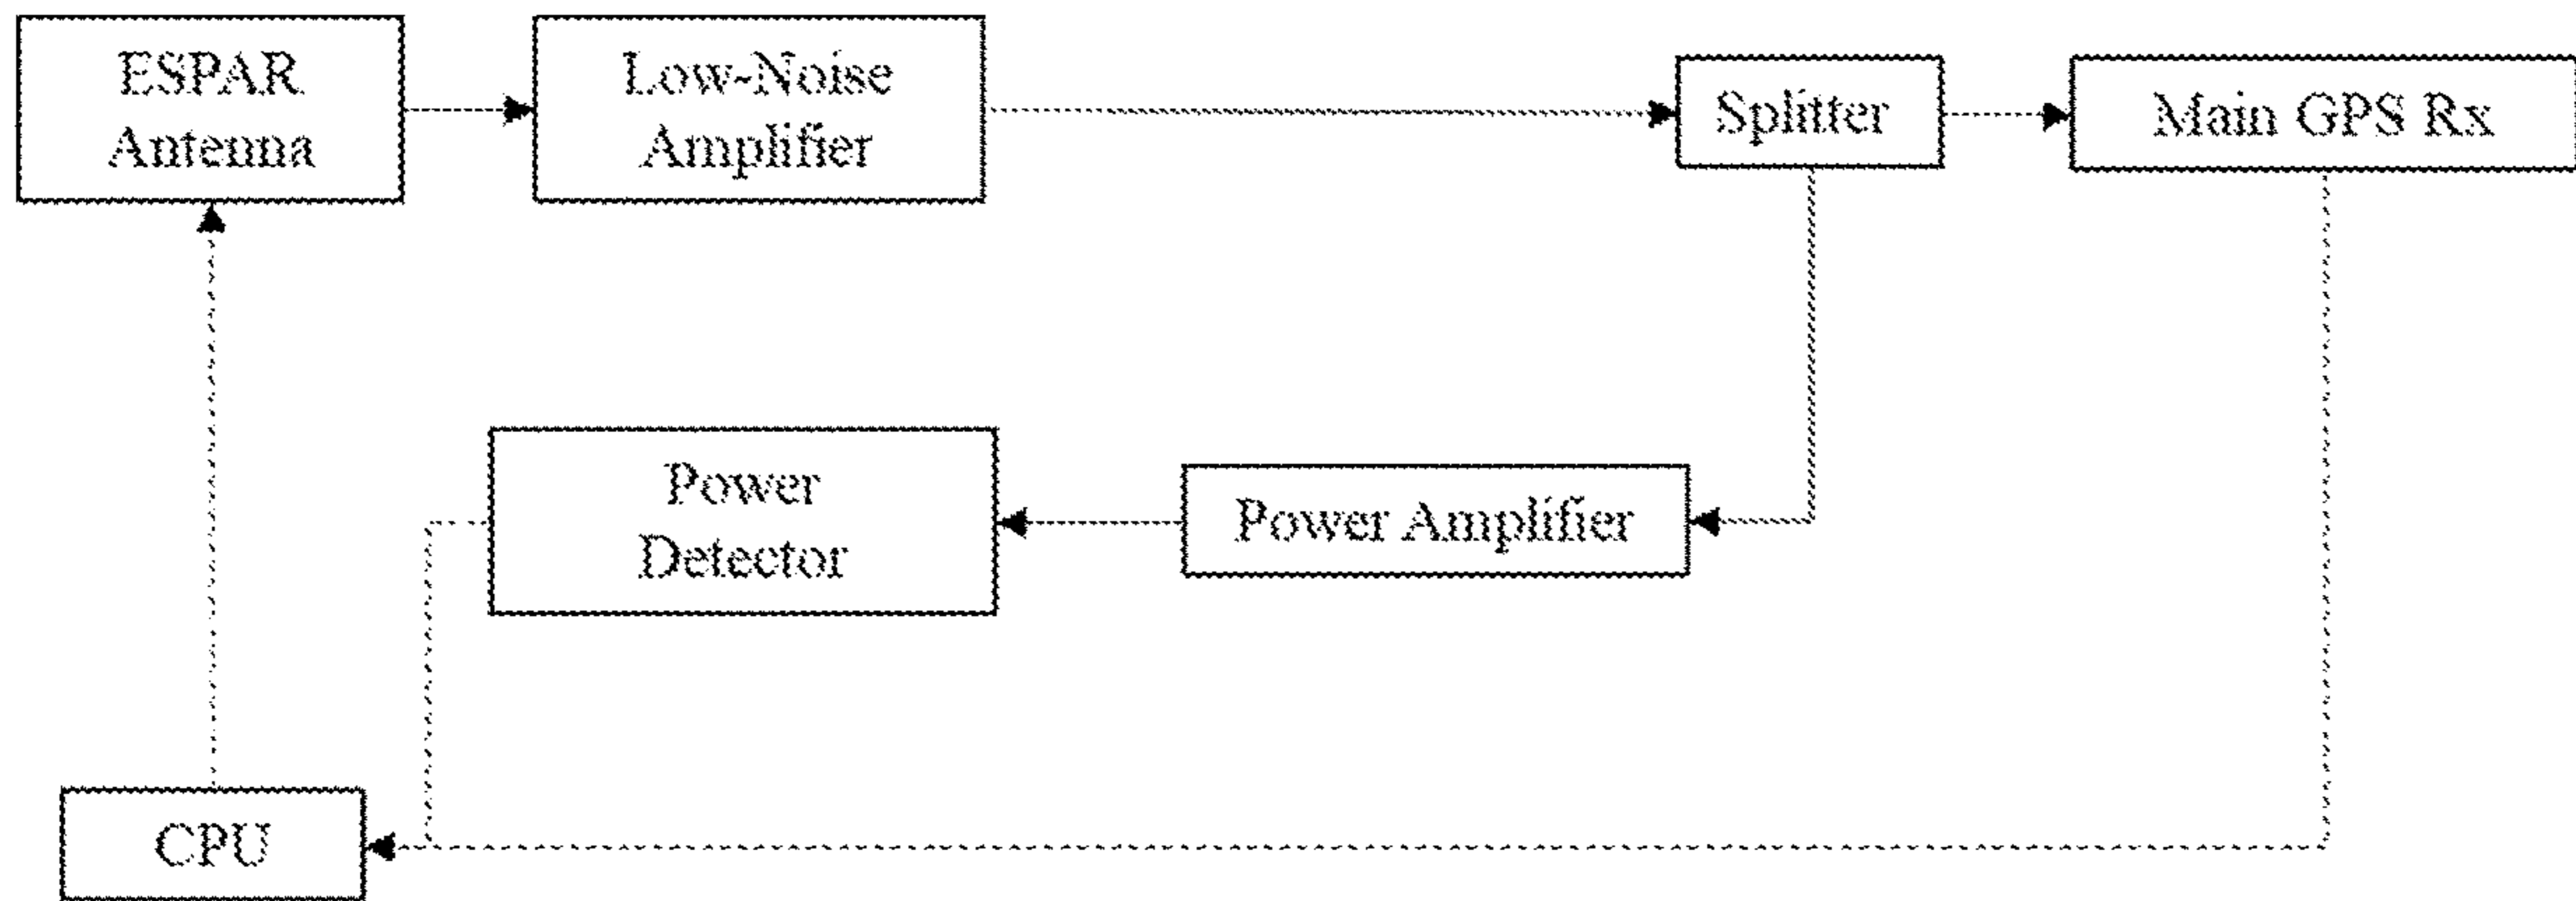 ESPAR
Antenna
Low-Noise
Amplifier
Splitter
Main GPS Rx
Power
Detector
Power Amplifier
CPU